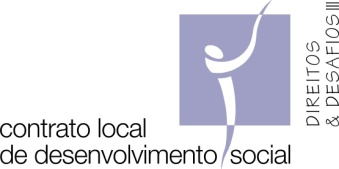 contrato local
de desenvolvimento social
DIREITOS
& DESAFIOS III